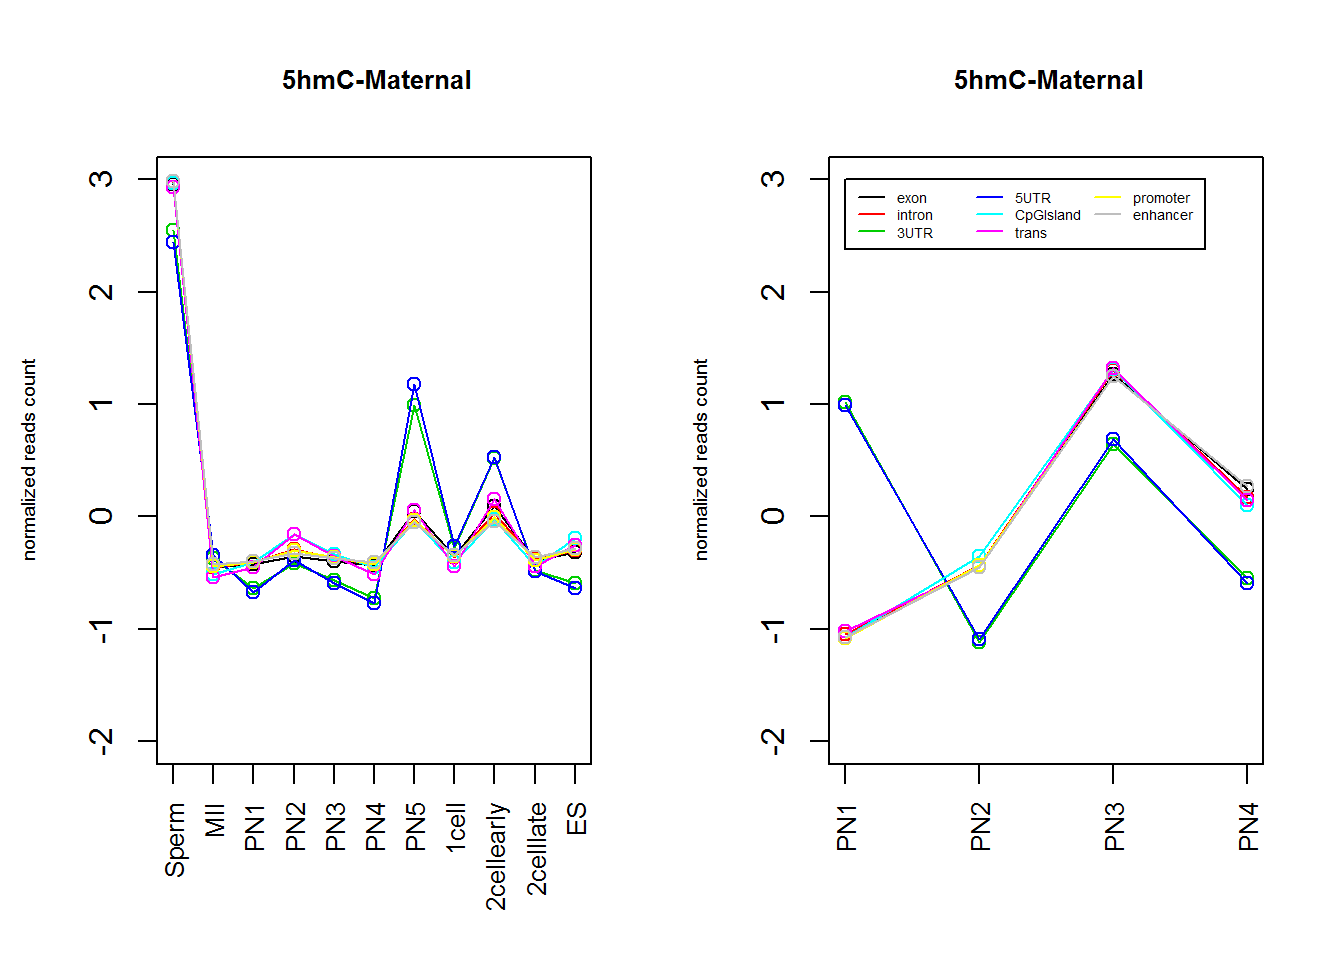 5hmC-Maternal
normalized reads count
3
2
1
0
-1
-2
Sperm
MII
PN1
PN2
PN3
PN4
PN5
1cell
2cellearly
2celllate
ES
5hmC-Maternal
normalized reads count
3
2
1
0
-1
-2
exon
intron
3UTR
5UTR
CpGIsland
trans
promoter
enhancer
PN1
PN2
PN3
PN4